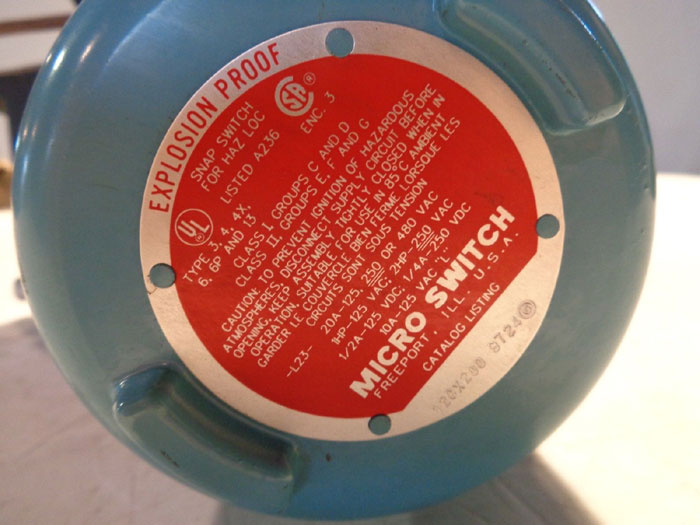 EXPLOSION PROOF
SNAP SWITCH
FOR HAZ LOC
LISTED A236
UL
SA ®
ENC. 3
TYPE 3, 4, 4X,
6, 6P AND 13
CLASS I, GROUPS C AND D
CLASS II, GROUPS E, F AND G
CAUTION: TO PREVENT IGNITION OF HAZARDOUS
ATMOSPHERES, DISCONNECT SUPPLY CIRCUIT BEFORE
OPENING. KEEP ASSEMBLY TIGHTLY CLOSED WHEN IN
OPERATION. SUITABLE FOR USE IN 85°C AMBIENT
GARDER LE COUVERCLE BIEN FERME LORSQUE LES
CIRCUITS SONT SOUS TENSION
-L23- 20A-125, 250 OR 480 VAC
1HP-125 VAC, 2HP-250 VAC
1/2A-125 VDC; 1/4A-250 VDC
10A-125 VAC "L"
MICRO SWITCH
FREEPORT ILL. U.S.A.
CATALOG LISTING
9724